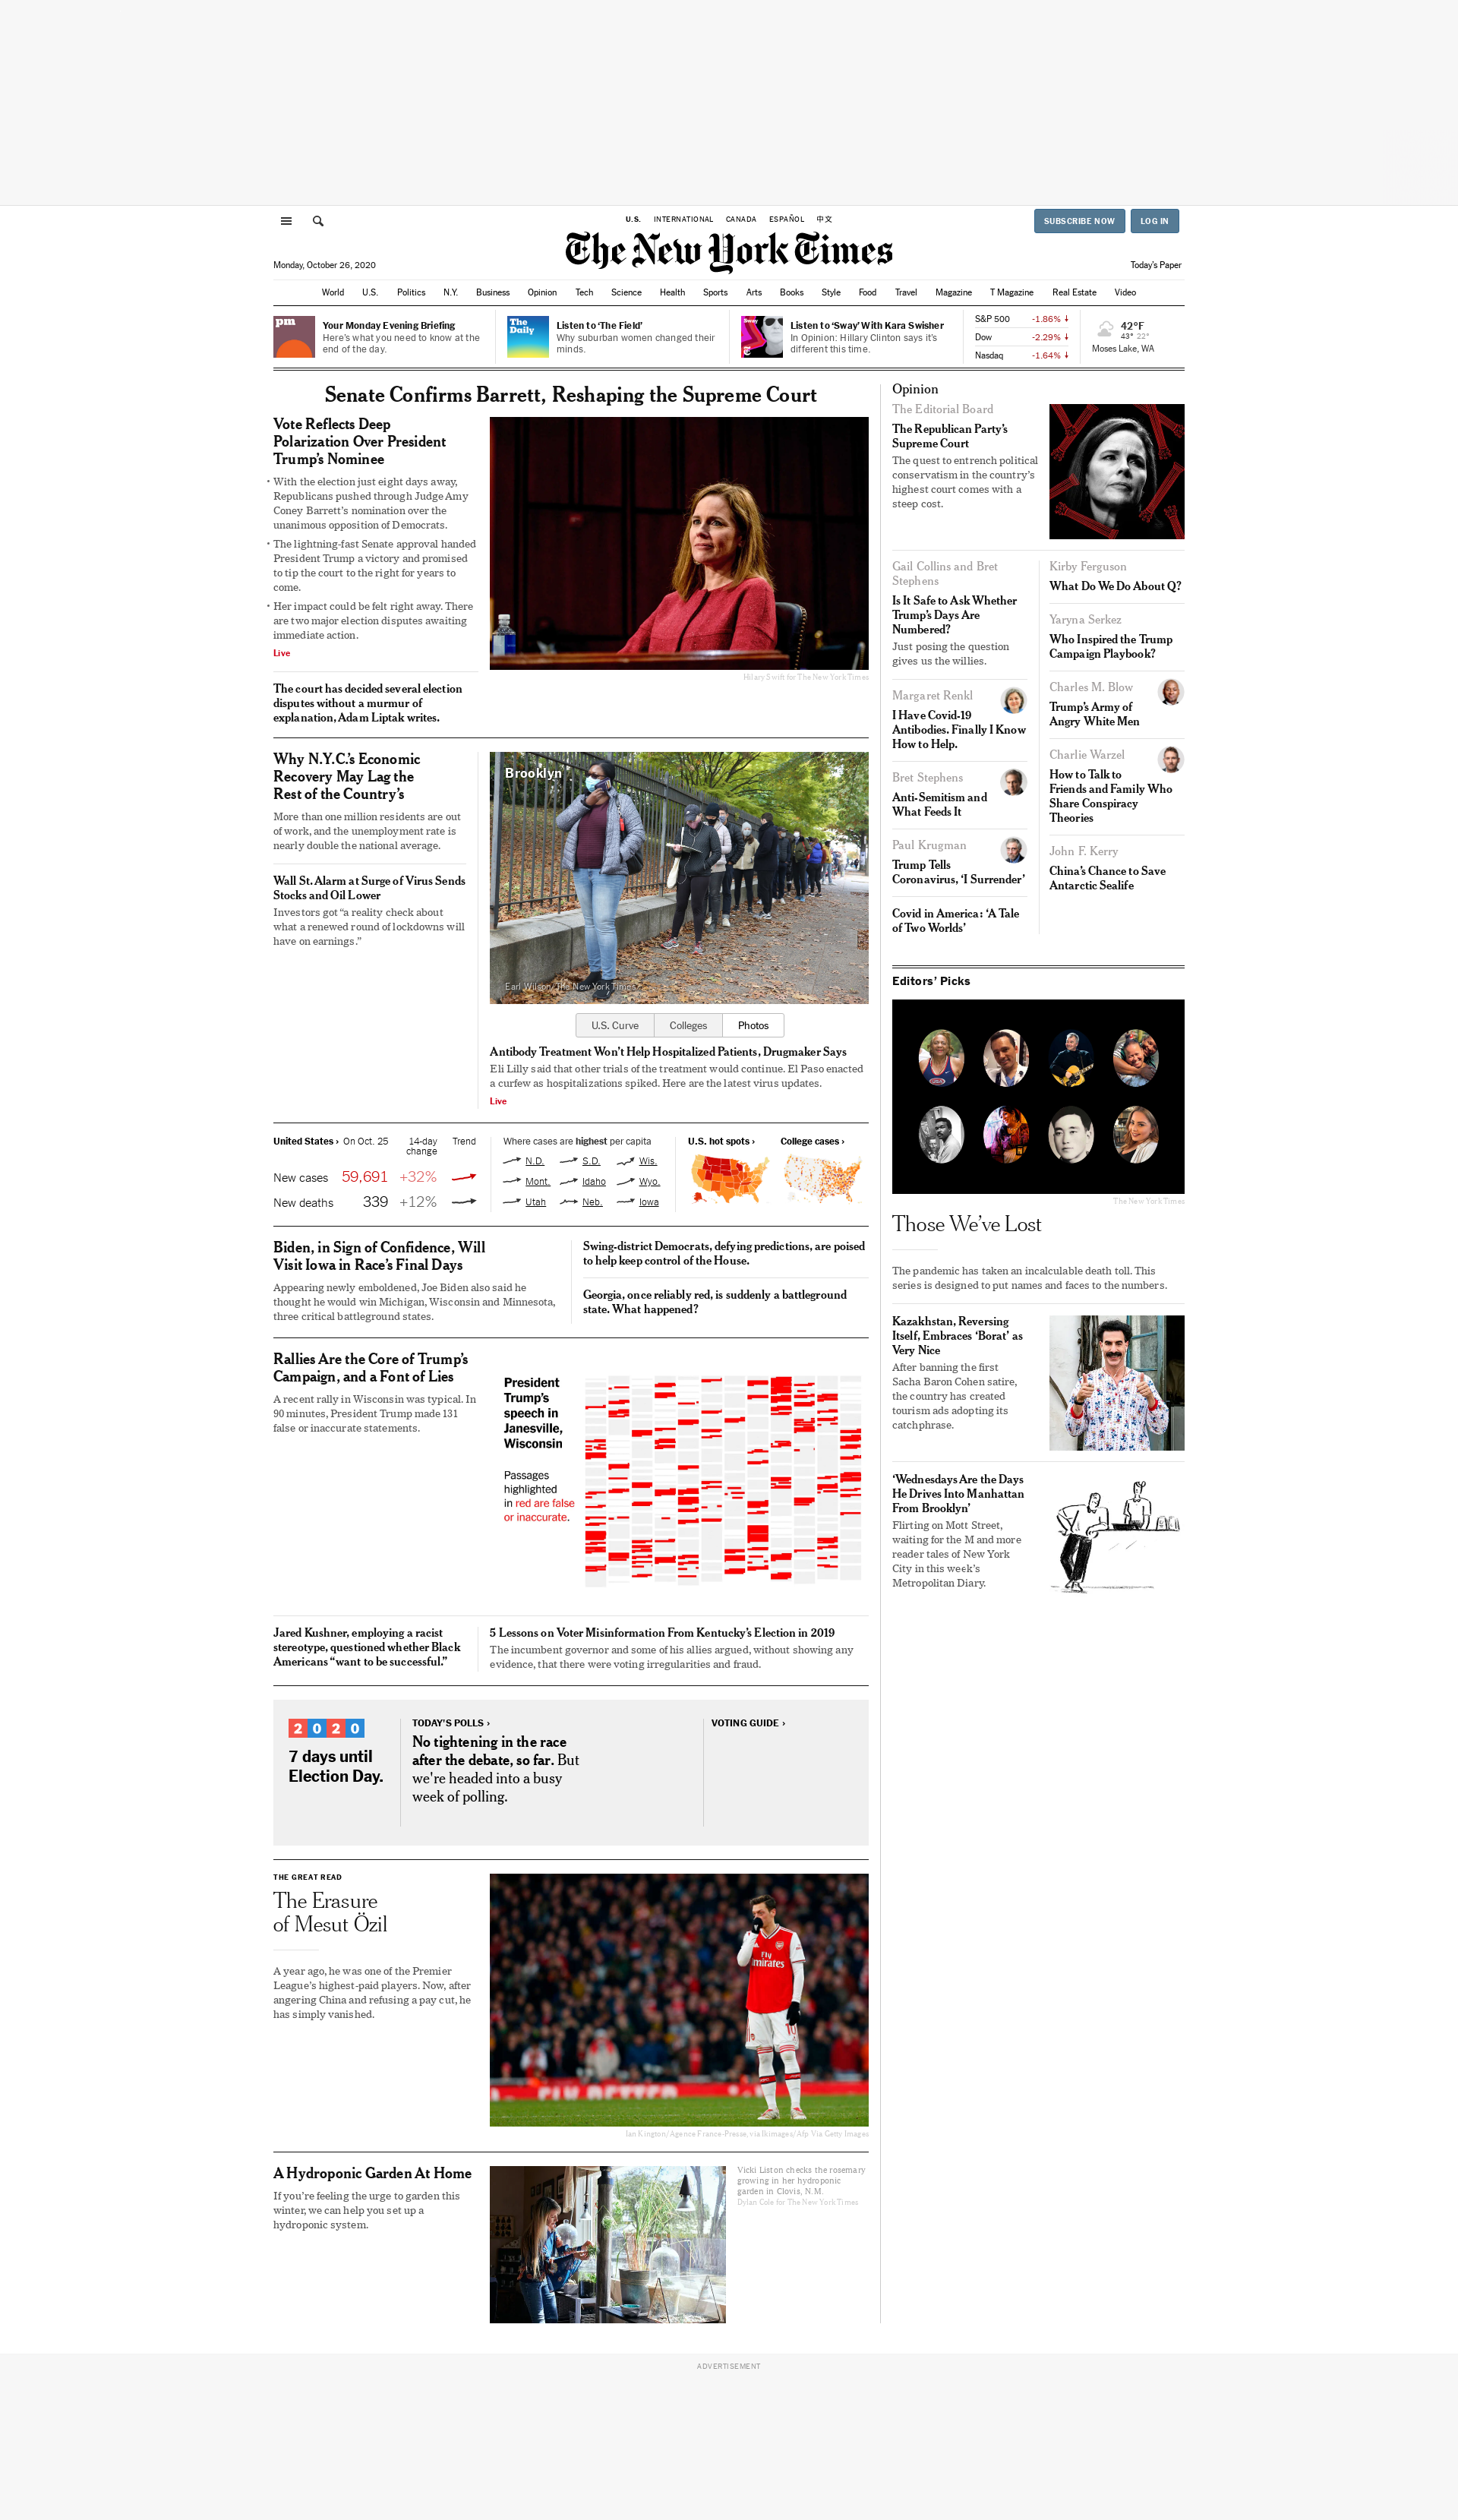 U.S. INTERNATIONAL CANADA ESPAÑOL 中文
SUBSCRIBE NOW LOG IN
The New York Times
Monday, October 26, 2020
Today's Paper
World U.S. Politics N.Y. Business Opinion Tech Science Health Sports Arts Books Style Food Travel Magazine T Magazine Real Estate Video
pm
Your Monday Evening Briefing
Here's what you need to know at the
end of the day.
The
Daily
Listen to 'The Field'
Why suburban women changed their
minds.
Sway
Listen to 'Sway' With Kara Swisher
In Opinion: Hillary Clinton says it's
different this time.
S&P 500 -1.86% ↓
Dow -2.29% ↓
Nasdaq -1.64% ↓
42°F
43° 22°
Moses Lake, WA
Senate Confirms Barrett, Reshaping the Supreme Court
Vote Reflects Deep
Polarization Over President
Trump's Nominee
• With the election just eight days away,
Republicans pushed through Judge Amy
Coney Barrett's nomination over the
unanimous opposition of Democrats.
• The lightning-fast Senate approval handed
President Trump a victory and promised
to tip the court to the right for years to
come.
• Her impact could be felt right away. There
are two major election disputes awaiting
immediate action.
Live
Hilary Swift for The New York Times
The court has decided several election
disputes without a murmur of
explanation, Adam Liptak writes.
Why N.Y.C.'s Economic
Recovery May Lag the
Rest of the Country's
More than one million residents are out
of work, and the unemployment rate is
nearly double the national average.
Wall St. Alarm at Surge of Virus Sends
Stocks and Oil Lower
Investors got “a reality check about
what a renewed round of lockdowns will
have on earnings.”
Brooklyn
Earl Wilson/The New York Times
U.S. Curve Colleges Photos
Antibody Treatment Won't Help Hospitalized Patients, Drugmaker Says
Eli Lilly said that other trials of the treatment would continue. El Paso enacted
a curfew as hospitalizations spiked. Here are the latest virus updates.
Live
United States › On Oct. 25 14-day
change Trend
New cases 59,691 +32%
New deaths 339 +12%
Where cases are highest per capita
N.D. S.D. Wis.
Mont. Idaho Wyo.
Utah Neb. Iowa
U.S. hot spots ›
College cases ›
Biden, in Sign of Confidence, Will
Visit Iowa in Race's Final Days
Appearing newly emboldened, Joe Biden also said he
thought he would win Michigan, Wisconsin and Minnesota,
three critical battleground states.
Swing-district Democrats, defying predictions, are poised
to help keep control of the House.
Georgia, once reliably red, is suddenly a battleground
state. What happened?
Rallies Are the Core of Trump's
Campaign, and a Font of Lies
A recent rally in Wisconsin was typical. In
90 minutes, President Trump made 131
false or inaccurate statements.
President
Trump's
speech in
Janesville,
Wisconsin
Passages
highlighted
in red are false
or inaccurate.
Jared Kushner, employing a racist
stereotype, questioned whether Black
Americans “want to be successful.”
5 Lessons on Voter Misinformation From Kentucky's Election in 2019
The incumbent governor and some of his allies argued, without showing any
evidence, that there were voting irregularities and fraud.
2020
7 days until
Election Day.
TODAY'S POLLS ›
No tightening in the race
after the debate, so far. But
we're headed into a busy
week of polling.
VOTING GUIDE ›
THE GREAT READ
The Erasure
of Mesut Özil
A year ago, he was one of the Premier
League's highest-paid players. Now, after
angering China and refusing a pay cut, he
has simply vanished.
Emirates
10
Ian Kington/Agence France-Presse, via Ikimages/Afp Via Getty Images
A Hydroponic Garden At Home
If you're feeling the urge to garden this
winter, we can help you set up a
hydroponic system.
Vicki Liston checks the rosemary
growing in her hydroponic
garden in Clovis, N.M.
Dylan Cole for The New York Times
Opinion
The Editorial Board
The Republican Party's
Supreme Court
The quest to entrench political
conservatism in the country's
highest court comes with a
steep cost.
Gail Collins and Bret
Stephens
Is It Safe to Ask Whether
Trump's Days Are
Numbered?
Just posing the question
gives us the willies.
Margaret Renkl
I Have Covid-19
Antibodies. Finally I Know
How to Help.
Bret Stephens
Anti-Semitism and
What Feeds It
Paul Krugman
Trump Tells
Coronavirus, ‘I Surrender’
Covid in America: ‘A Tale
of Two Worlds’
Kirby Ferguson
What Do We Do About Q?
Yaryna Serkez
Who Inspired the Trump
Campaign Playbook?
Charles M. Blow
Trump's Army of
Angry White Men
Charlie Warzel
How to Talk to
Friends and Family Who
Share Conspiracy
Theories
John F. Kerry
China's Chance to Save
Antarctic Sealife
Editors' Picks
The New York Times
Those We've Lost
The pandemic has taken an incalculable death toll. This
series is designed to put names and faces to the numbers.
Kazakhstan, Reversing
Itself, Embraces ‘Borat’ as
Very Nice
After banning the first
Sacha Baron Cohen satire,
the country has created
tourism ads adopting its
catchphrase.
‘Wednesdays Are the Days
He Drives Into Manhattan
From Brooklyn’
Flirting on Mott Street,
waiting for the M and more
reader tales of New York
City in this week's
Metropolitan Diary.
ADVERTISEMENT